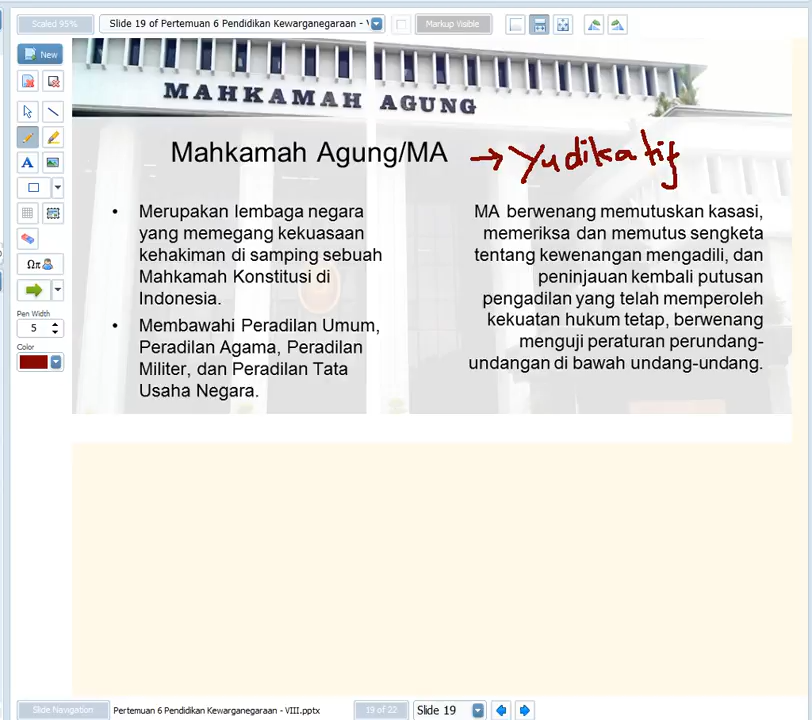 Scaled 95%
Slide 19 of Pertemuan 6 Pendidikan Kewarganegaraan - V
Markup Visible
New
MAHKAMAH AGUNG
Mahkamah Agung/MA → Yudikatif
• Merupakan lembaga negara
yang memegang kekuasaan
kehakiman di samping sebuah
Mahkamah Konstitusi di
Indonesia.
• Membawahi Peradilan Umum,
Peradilan Agama, Peradilan
Militer, dan Peradilan Tata
Usaha Negara.
MA berwenang memutuskan kasasi,
memeriksa dan memutus sengketa
tentang kewenangan mengadili, dan
peninjauan kembali putusan
pengadilan yang telah memperoleh
kekuatan hukum tetap, berwenang
menguji peraturan perundang-
undangan di bawah undang-undang.
A
Ωπ
Pen Width
5
Color
Slide Navigation
Pertemuan 6 Pendidikan Kewarganegaraan - VIII.pptx
19 of 22
Slide 19